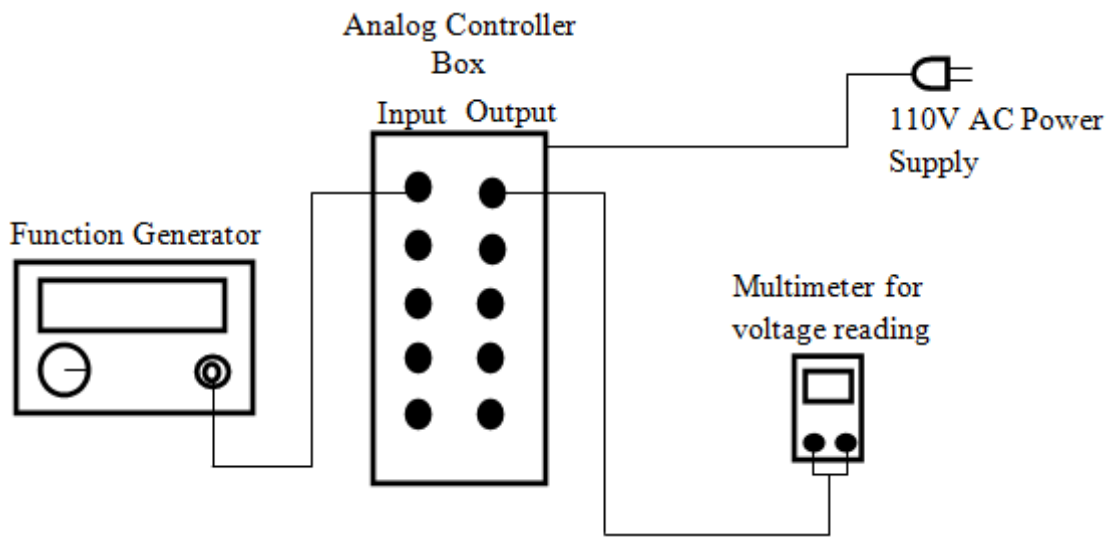 Analog Controller
Box
Input Output
110V AC Power
Supply
Function Generator
Multimeter for
voltage reading